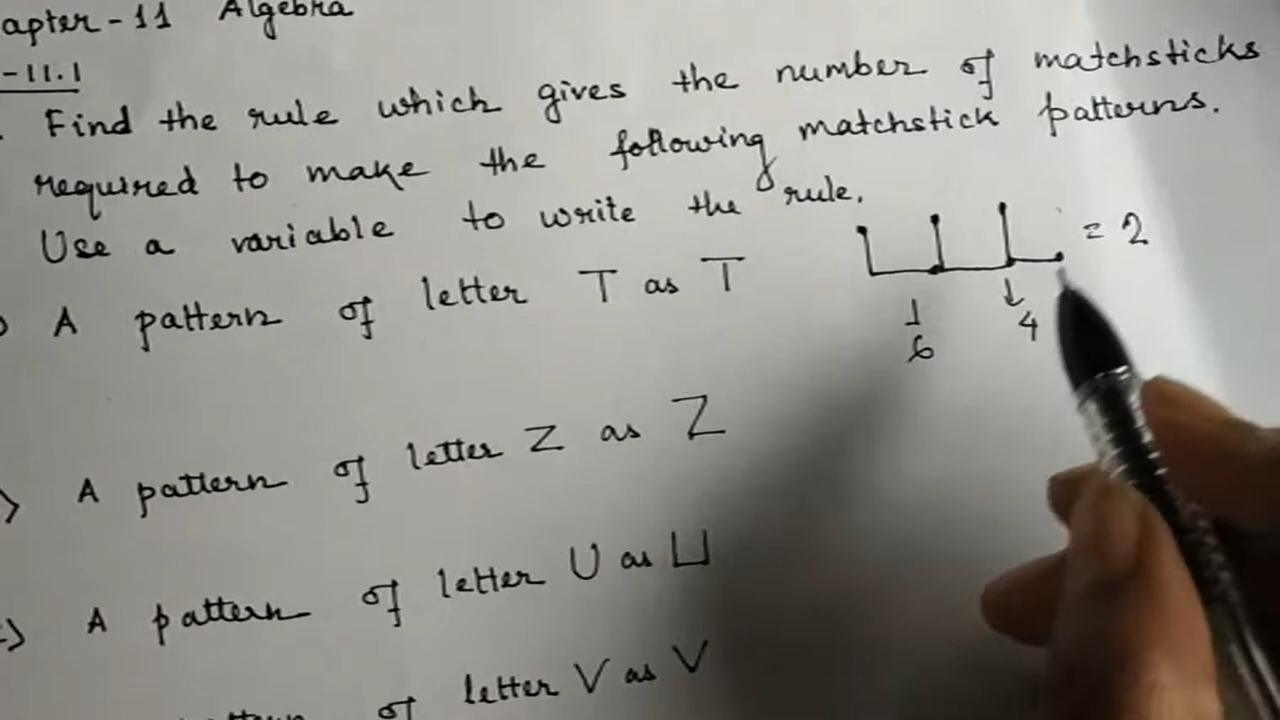 apter - 11 Algebra
- 11.1
Find the rule which gives the number of matchsticks
required to make the following matchstick patterns.
Use a variable to write the rule.
= 2
A pattern of letter T as T
1
6
4
A pattern of letter Z as Z
A pattern of letter U as U
letter V as V
of